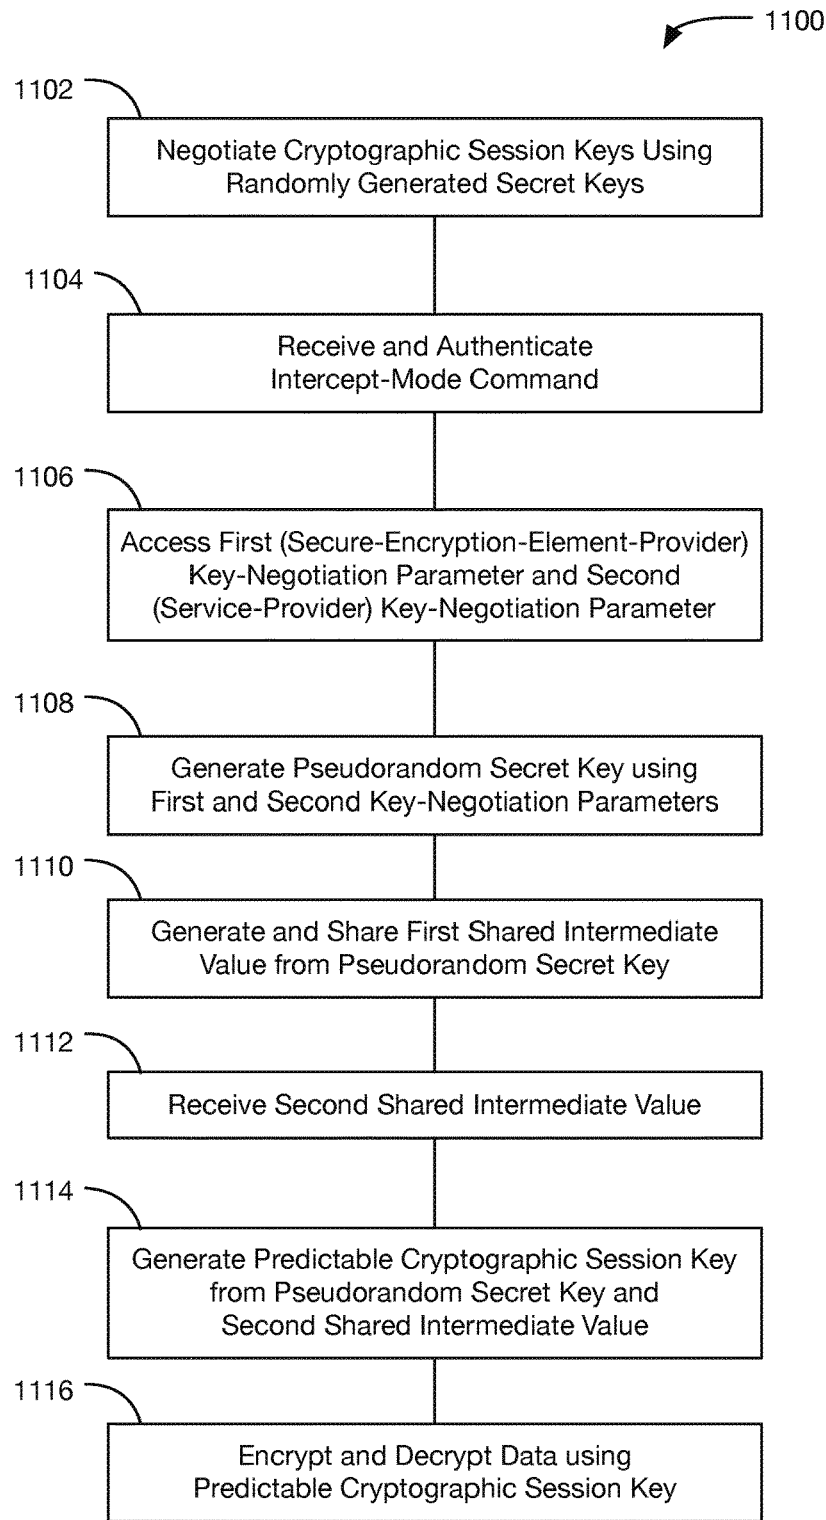 1100
1102
Negotiate Cryptographic Session Keys Using
Randomly Generated Secret Keys
1104
Receive and Authenticate
Intercept-Mode Command
1106
Access First (Secure-Encryption-Element-Provider)
Key-Negotiation Parameter and Second
(Service-Provider) Key-Negotiation Parameter
1108
Generate Pseudorandom Secret Key using
First and Second Key-Negotiation Parameters
1110
Generate and Share First Shared Intermediate
Value from Pseudorandom Secret Key
1112
Receive Second Shared Intermediate Value
1114
Generate Predictable Cryptographic Session Key
from Pseudorandom Secret Key and
Second Shared Intermediate Value
1116
Encrypt and Decrypt Data using
Predictable Cryptographic Session Key